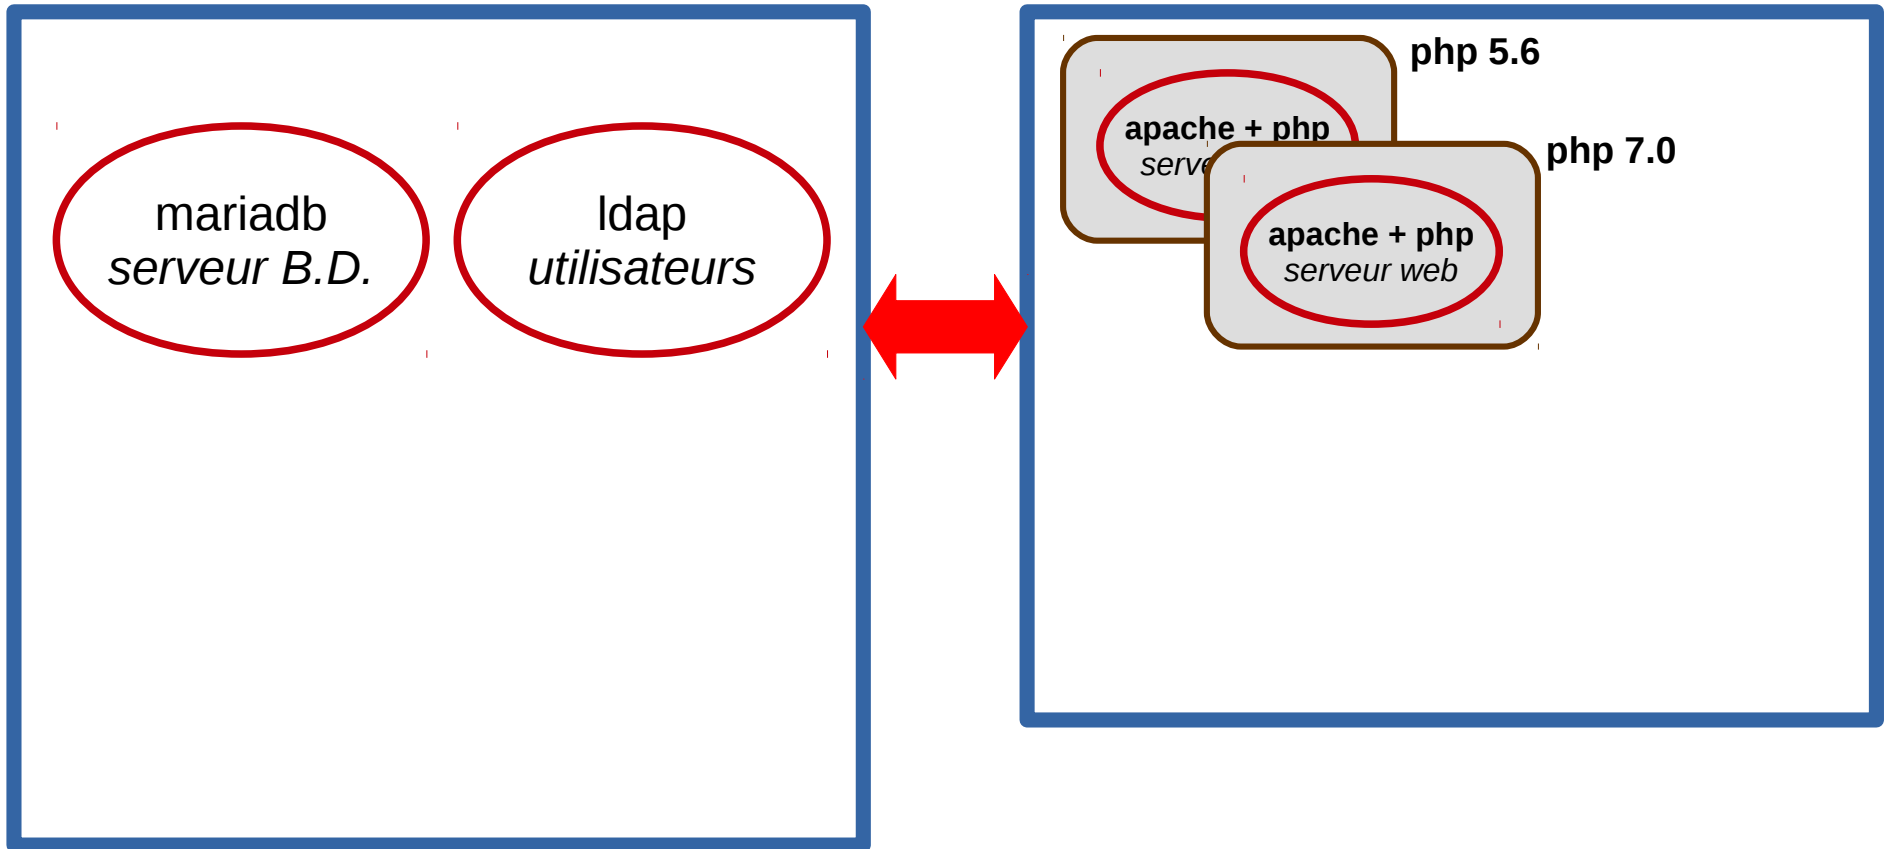 mariadb
serveur B.D.
ldap
utilisateurs
php 5.6
apache + php
php 7.0
apache + php
serveur web